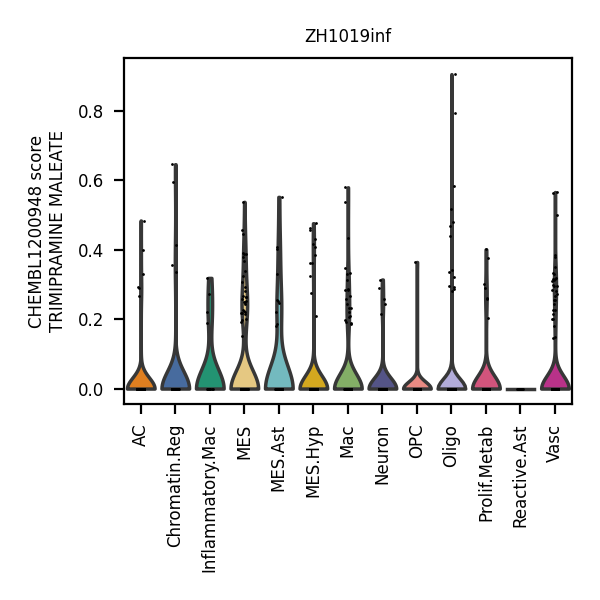 ZH1019inf
CHEMBL1200948 score
TRIMIPRAMINE MALEATE
0.8
0.6
0.4
0.2
0.0
AC
Chromatin.Reg
Inflammatory.Mac
MES
MES.Ast
MES.Hyp
Mac
Neuron
OPC
Oligo
Prolif.Metab
Reactive.Ast
Vasc